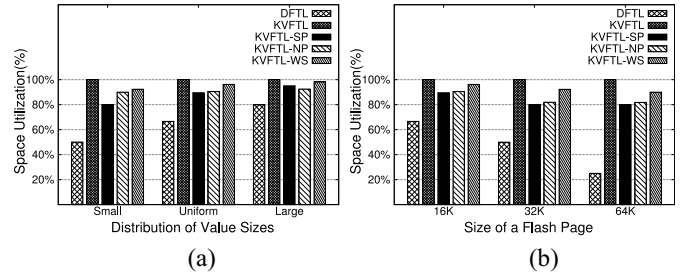 DFTL
KVFTL
KVFTL-SP
KVFTL-NP
KVFTL-WS
Space Utilization(%)
100%
80%
60%
40%
20%
Small Uniform Large
Distribution of Value Sizes
(a)
DFTL
KVFTL
KVFTL-SP
KVFTL-NP
KVFTL-WS
Space Utilization(%)
100%
80%
60%
40%
20%
16K 32K 64K
Size of a Flash Page
(b)